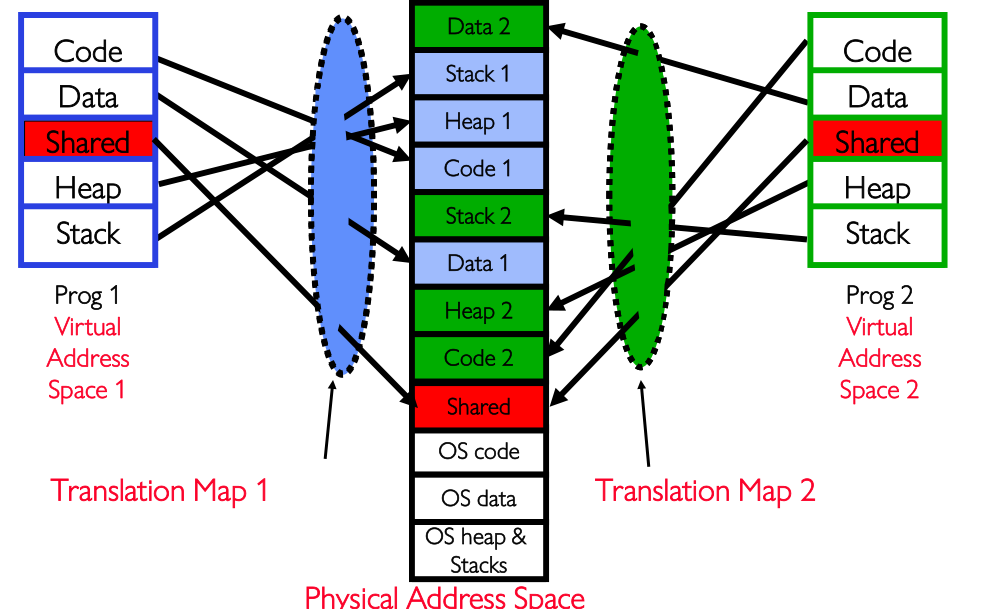 Code
Data
Shared
Heap
Stack
Prog 1
Virtual
Address
Space 1
Translation Map 1
Data 2
Stack 1
Heap 1
Code 1
Stack 2
Data 1
Heap 2
Code 2
Shared
OS code
OS data
OS heap &
Stacks
Physical Address Space
Code
Data
Shared
Heap
Stack
Prog 2
Virtual
Address
Space 2
Translation Map 2